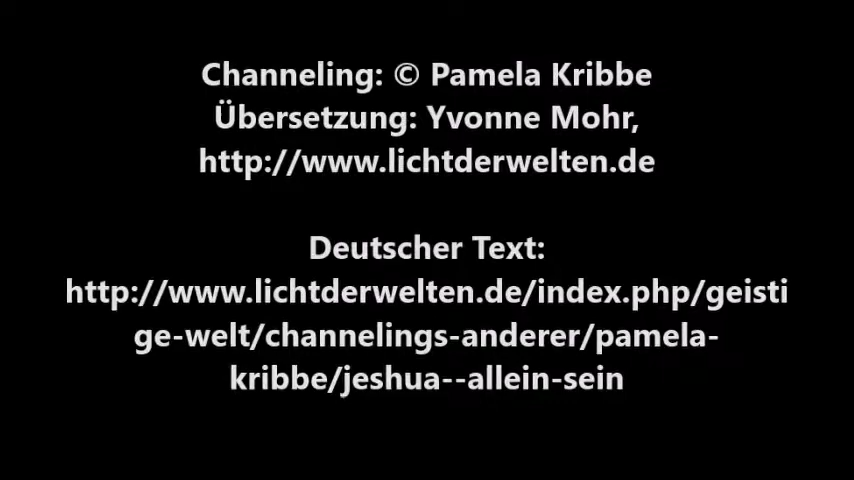 Channeling: © Pamela Kribbe
Übersetzung: Yvonne Mohr,
http://www.lichtderwelten.de
Deutscher Text:
http://www.lichtderwelten.de/index.php/geisti
ge-welt/channelings-anderer/pamela-
kribbe/jeshua--allein-sein